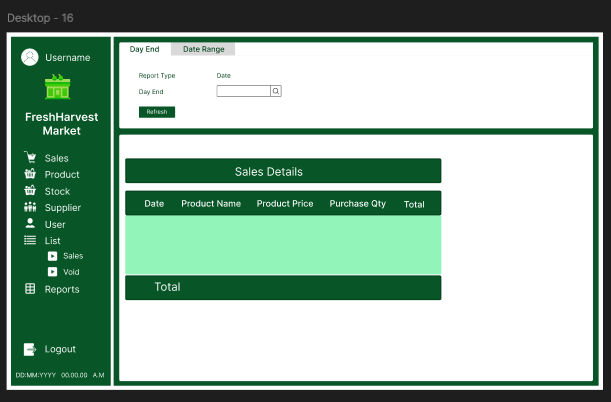 Desktop - 16
Username
FreshHarvest
Market
Sales
Product
Stock
Supplier
User
List
Sales
Void
Reports
Logout
DD:MM:YYYY 00.00.00 A.M
Day End Date Range
Report Type Date
Day End
Refresh
Sales Details
Date Product Name Product Price Purchase Qty Total
Total